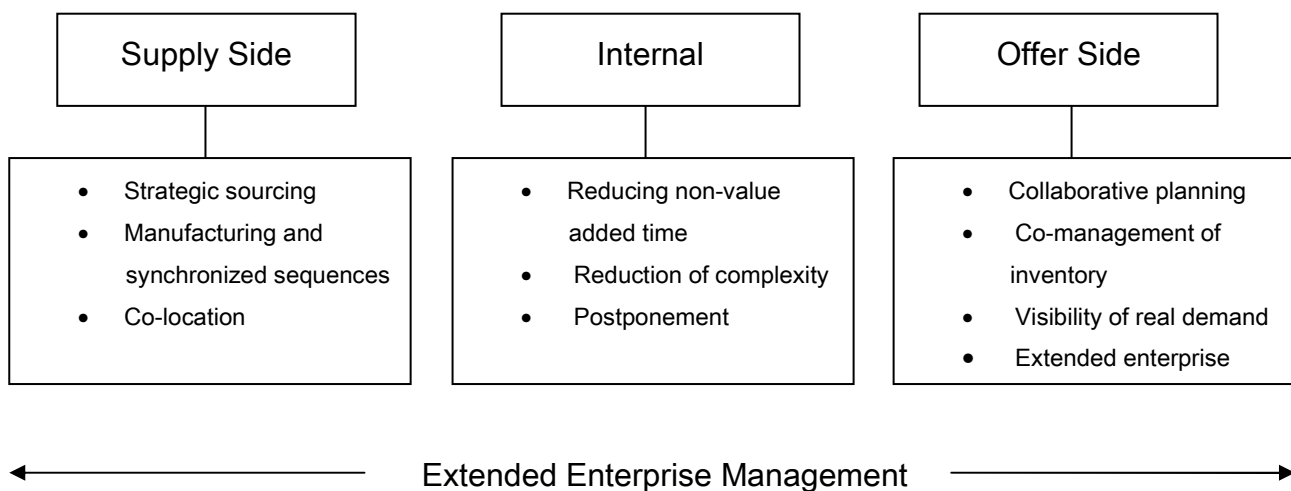 Supply Side
Internal
Offer Side
• Strategic sourcing
• Manufacturing and
synchronized sequences
• Co-location
• Reducing non-value
added time
• Reduction of complexity
• Postponement
• Collaborative planning
• Co-management of
inventory
• Visibility of real demand
• Extended enterprise
Extended Enterprise Management